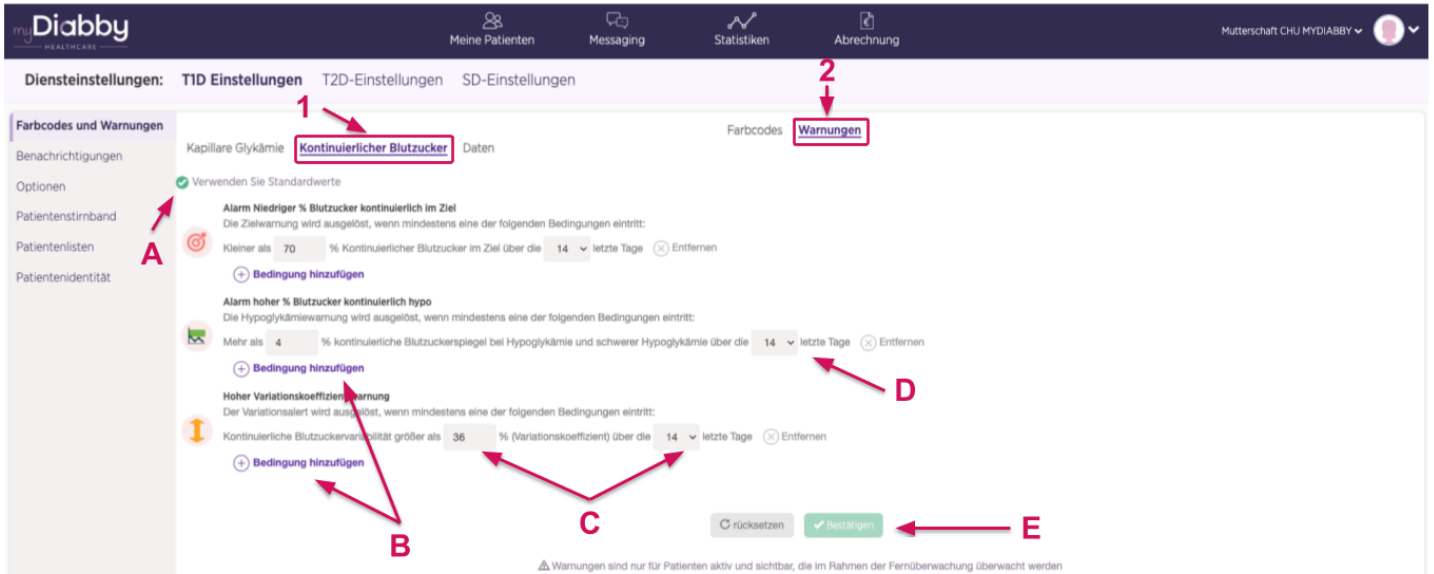 myDiabby
HEALTHCARE
Meine Patienten
Messaging
Statistiken
Abrechnung
Mutterschaft CHU MYDIABBY
Diensteinstellungen: T1D Einstellungen T2D-Einstellungen SD-Einstellungen
1
2
Farbcodes und Warnungen
Benachrichtigungen
Optionen
Patientenstirnband
Patientenlisten
Patientenidentität
Farbcodes Warnungen
Kapillare Glykämie Kontinuierlicher Blutzucker Daten
Verwenden Sie Standardwerte
A
Alarm Niedriger % Blutzucker kontinuierlich im Ziel
Die Zielwarnung wird ausgelöst, wenn mindestens eine der folgenden Bedingungen eintritt:
Kleiner als 70 % Kontinuierlicher Blutzucker im Ziel über die 14 letzte Tage Entfernen
Bedingung hinzufügen
Alarm hoher % Blutzucker kontinuierlich hypo
Die Hypoglykämiewarnung wird ausgelöst, wenn mindestens eine der folgenden Bedingungen eintritt:
Mehr als 4 % kontinuierliche Blutzuckerspiegel bei Hypoglykämie und schwerer Hypoglykämie über die 14 letzte Tage Entfernen
Bedingung hinzufügen
D
Hoher Variationskoeffizien arnung
Der Variationsalert wird ausgelöst, wenn mindestens eine der folgenden Bedingungen eintritt:
Kontinuierliche Blutzuckervariabilität größer als 36 % (Variationskoeffizient) über die 14 letzte Tage Entfernen
Bedingung hinzufügen
B
C
rücksetzen
Bestätigen
E
Warnungen sind nur für Patienten aktiv und sichtbar, die im Rahmen der Fernüberwachung überwacht werden